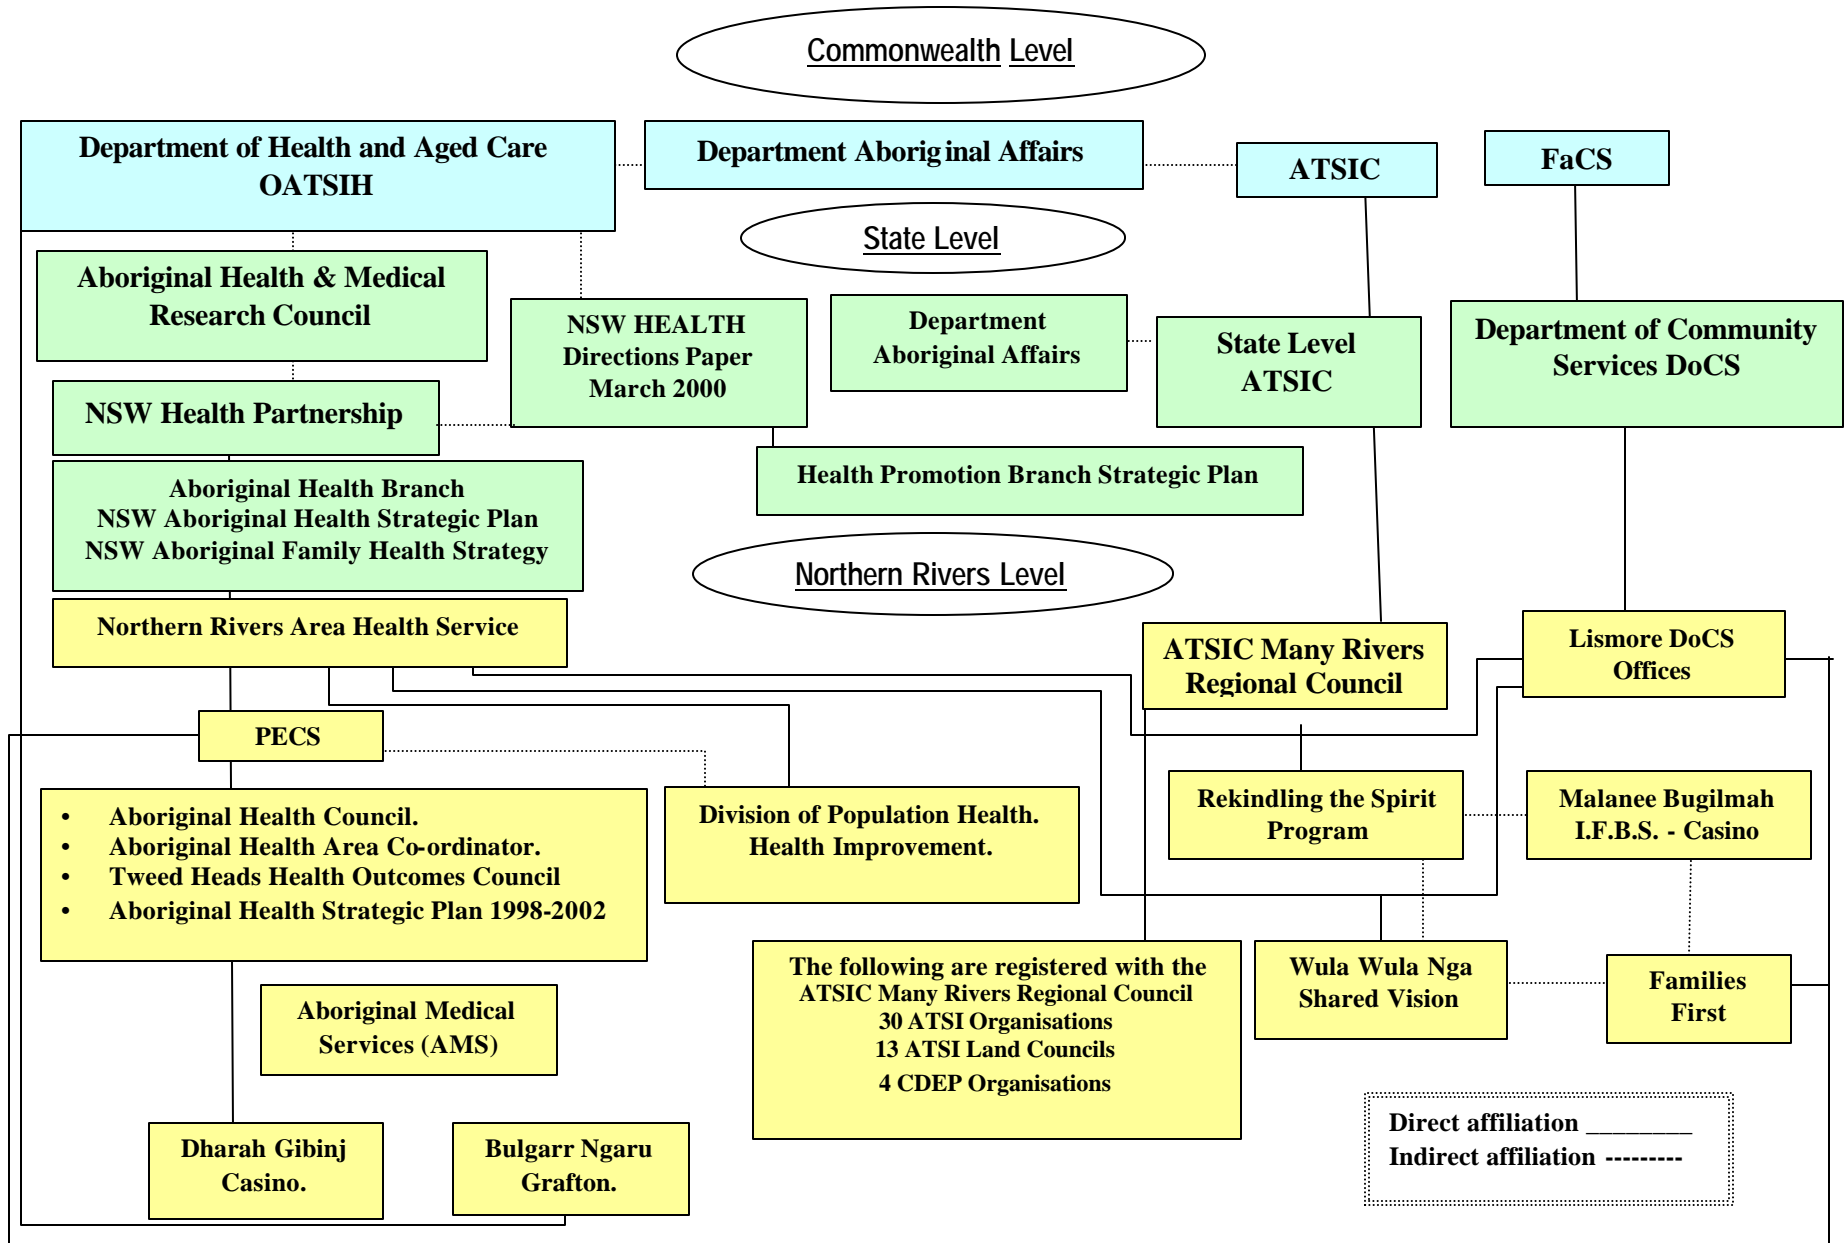 Commonwealth Level
Department of Health and Aged Care
OATSIH
Department Aboriginal Affairs
ATSIC
FaCS
State Level
Aboriginal Health & Medical
Research Council
NSW HEALTH
Directions Paper
March 2000
Department
Aboriginal Affairs
State Level
ATSIC
Department of Community
Services DoCS
NSW Health Partnership
Health Promotion Branch Strategic Plan
Aboriginal Health Branch
NSW Aboriginal Health Strategic Plan
NSW Aboriginal Family Health Strategy
Northern Rivers Level
Northern Rivers Area Health Service
ATSIC Many Rivers
Regional Council
Lismore DoCS
Offices
PECS
• Aboriginal Health Council.
• Aboriginal Health Area Co-ordinator.
• Tweed Heads Health Outcomes Council
• Aboriginal Health Strategic Plan 1998-2002
Division of Population Health.
Health Improvement.
Rekindling the Spirit
Program
Malanee Bugilmah
I.F.B.S. - Casino
The following are registered with the
ATSIC Many Rivers Regional Council
30 ATSI Organisations
13 ATSI Land Councils
4 CDEP Organisations
Wula Wula Nga
Shared Vision
Families
First
Aboriginal Medical
Services (AMS)
Dharah Gibinj
Casino.
Bulgarr Ngaru
Grafton.
Direct affiliation ________
Indirect affiliation ---------